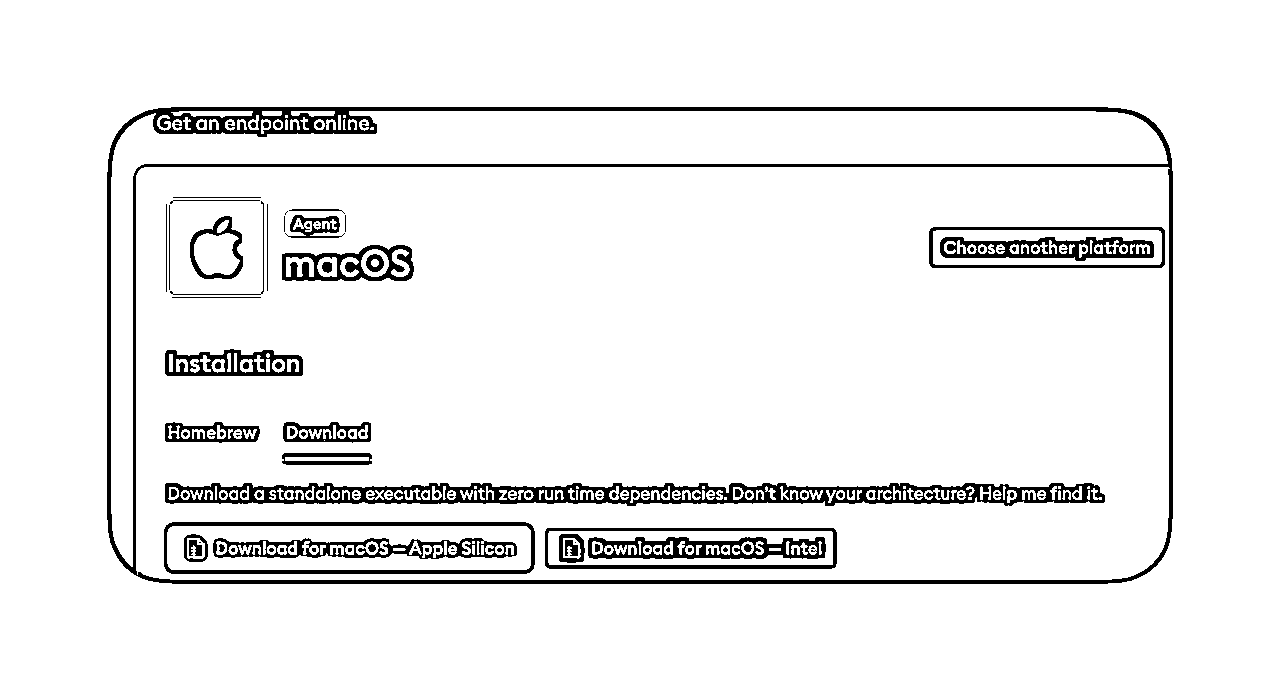 Get an endpoint online.
Agent
macOS
Choose another platform
Installation
Homebrew Download
Download a standalone executable with zero run time dependencies. Don't know your architecture? Help me find it.
Download for macOS – Apple Silicon Download for macOS – Intel